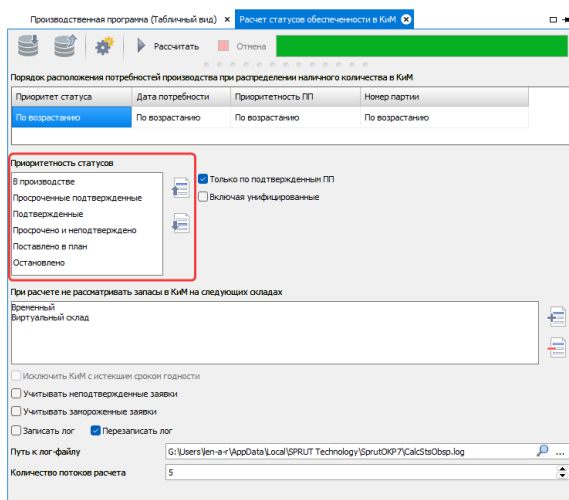 Производственная программа (Табличный вид) × Расчет статусов обеспеченности в КиМ
Рассчитать Отмена
Порядок расположения потребностей производства при распределении наличного количества в КиМ
Приоритет статуса Дата потребности Приоритетность ПП Номер партии
По возрастанию По возрастанию По возрастанию По возрастанию
Приоритетность статусов
В производстве
Просроченные подтвержденные
Подтвержденные
Просрочено и неподтверждено
Поставлено в план
Остановлено
Только по подтвержденным ПП
Включая унифицированные
При расчете не рассматривать запасы в КиМ на следующих складах
Временный
Виртуальный склад
Исключить КиМ с истекшим сроком годности
Учитывать неподтвержденные заявки
Учитывать замороженные заявки
Записать лог Перезаписать лог
Путь к лог-файлу G:\Users\len-a-r\AppData\Local\SPRUT Technology\SprutOKP7\CalcStsObsp.log ...
Количество потоков расчета 5